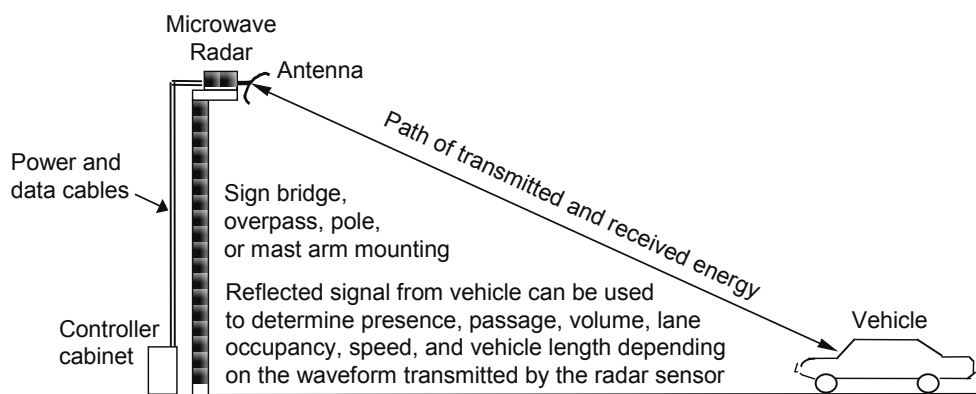 Microwave
Radar
Antenna
Path of transmitted and received energy
Power and
data cables
Sign bridge,
overpass, pole,
or mast arm mounting
Reflected signal from vehicle can be used
to determine presence, passage, volume, lane
occupancy, speed, and vehicle length depending
on the waveform transmitted by the radar sensor
Controller
cabinet
Vehicle